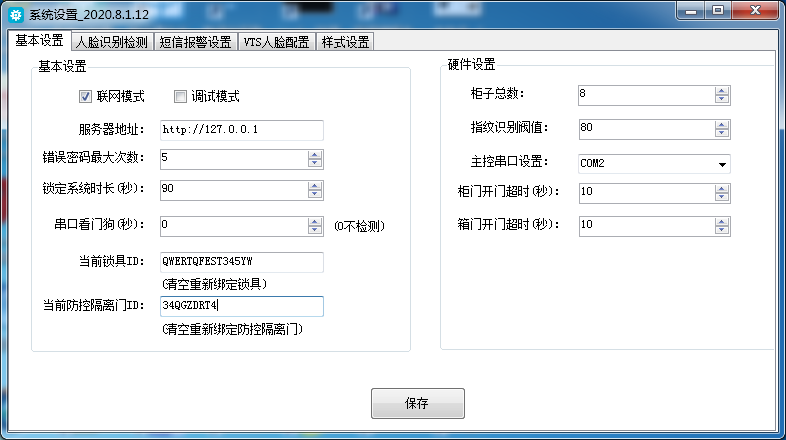 系统设置_2020.8.1.12
基本设置 人脸识别检测 短信报警设置 VTS人脸配置 样式设置
基本设置
联网模式 调试模式
服务器地址: http://127.0.0.1
错误密码最大次数: 5
锁定系统时长(秒): 90
串口看门狗(秒): 0 (0不检测)
当前锁具ID: QWERTQFEST345YW
(清空重新绑定锁具)
当前防控隔离门ID: 34QGZDRT4
(清空重新绑定防控隔离门)
硬件设置
柜子总数: 8
指纹识别阀值: 80
主控串口设置: COM2
柜门开门超时(秒): 10
箱门开门超时(秒): 10
保存